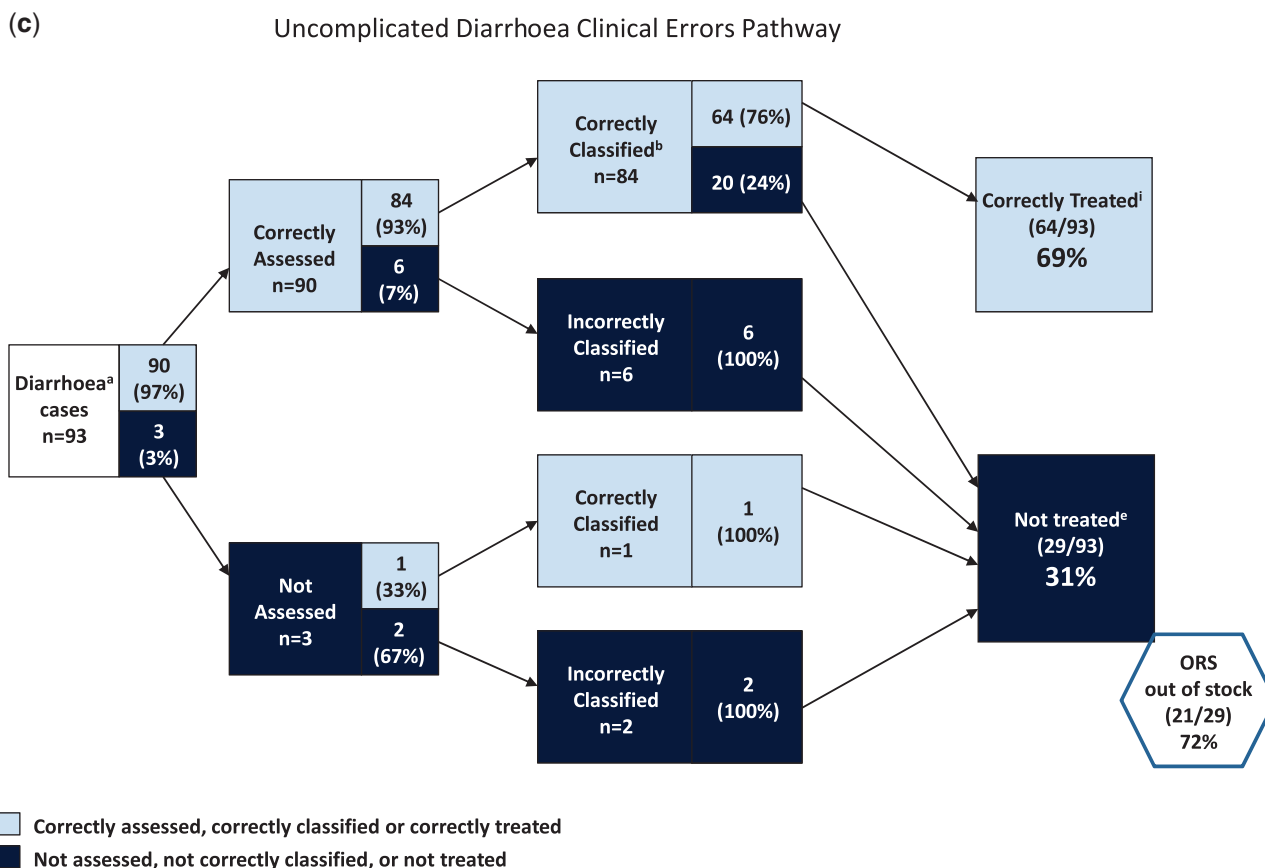 (c)
Uncomplicated Diarrhoea Clinical Errors Pathway
Diarrhoeaᵃ
cases
n=93
90
(97%)
3
(3%)
Correctly
Assessed
n=90
84
(93%)
6
(7%)
Not
Assessed
n=3
1
(33%)
2
(67%)
Correctly
Classifiedᵇ
n=84
64 (76%)
20 (24%)
Incorrectly
Classified
n=6
6
(100%)
Correctly
Classified
n=1
1
(100%)
Incorrectly
Classified
n=2
2
(100%)
Correctly Treatedⁱ
(64/93)
69%
Not treatedᵉ
(29/93)
31%
ORS
out of stock
(21/29)
72%
Correctly assessed, correctly classified or correctly treated
Not assessed, not correctly classified, or not treated